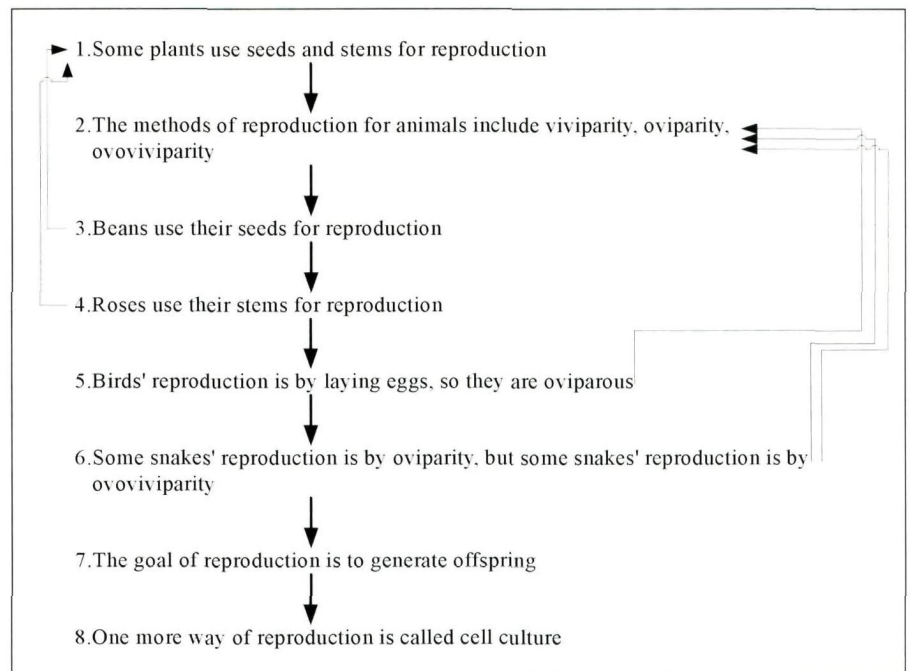 1.Some plants use seeds and stems for reproduction
2.The methods of reproduction for animals include viviparity, oviparity,
ovoviviparity
3.Beans use their seeds for reproduction
4.Roses use their stems for reproduction
5.Birds' reproduction is by laying eggs, so they are oviparous
6.Some snakes' reproduction is by oviparity, but some snakes' reproduction is by
ovoviviparity
7.The goal of reproduction is to generate offspring
8.One more way of reproduction is called cell culture